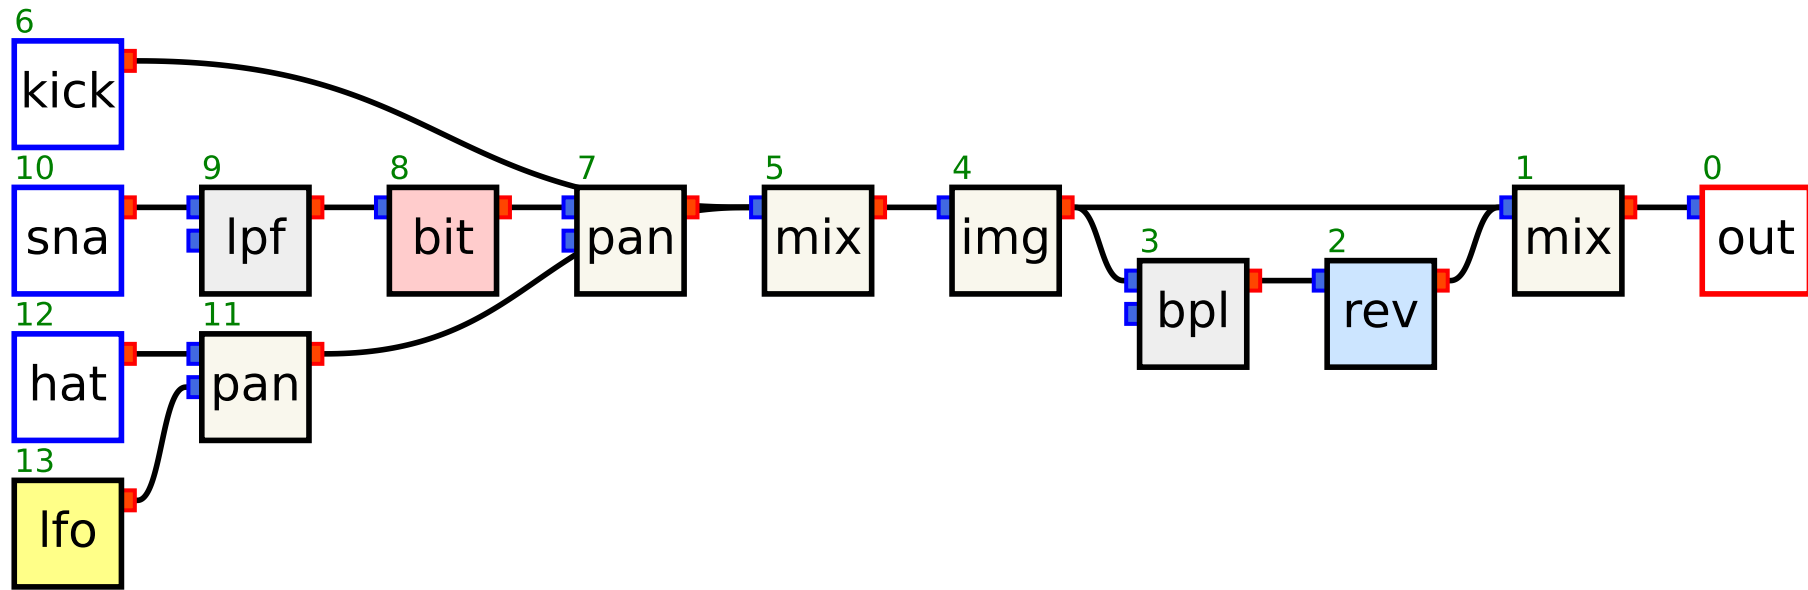 6
kick
10
sna
9
lpf
8
bit
7
pan
5
mix
4
img
3
bpl
2
rev
1
mix
0
out
12
hat
11
pan
13
lfo